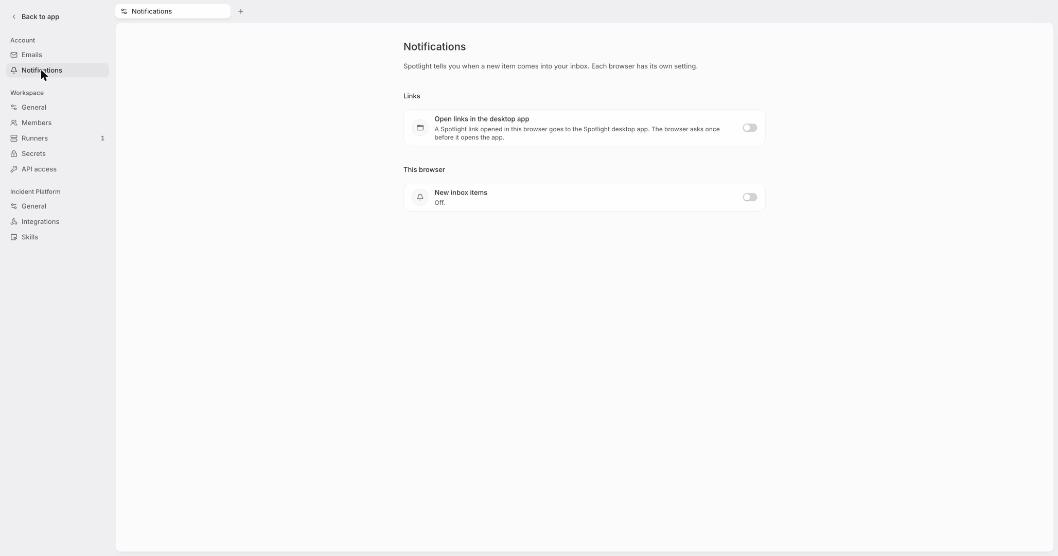 Back to app
Notifications
Account
Emails
Notifications
Workspace
General
Members
Runners 1
Secrets
API access
Incident Platform
General
Integrations
Skills
Notifications
Spotlight tells you when a new item comes into your inbox. Each browser has its own setting.
Links
Open links in the desktop app
A Spotlight link opened in this browser goes to the Spotlight desktop app. The browser asks once
before it opens the app.
This browser
New inbox items
Off.